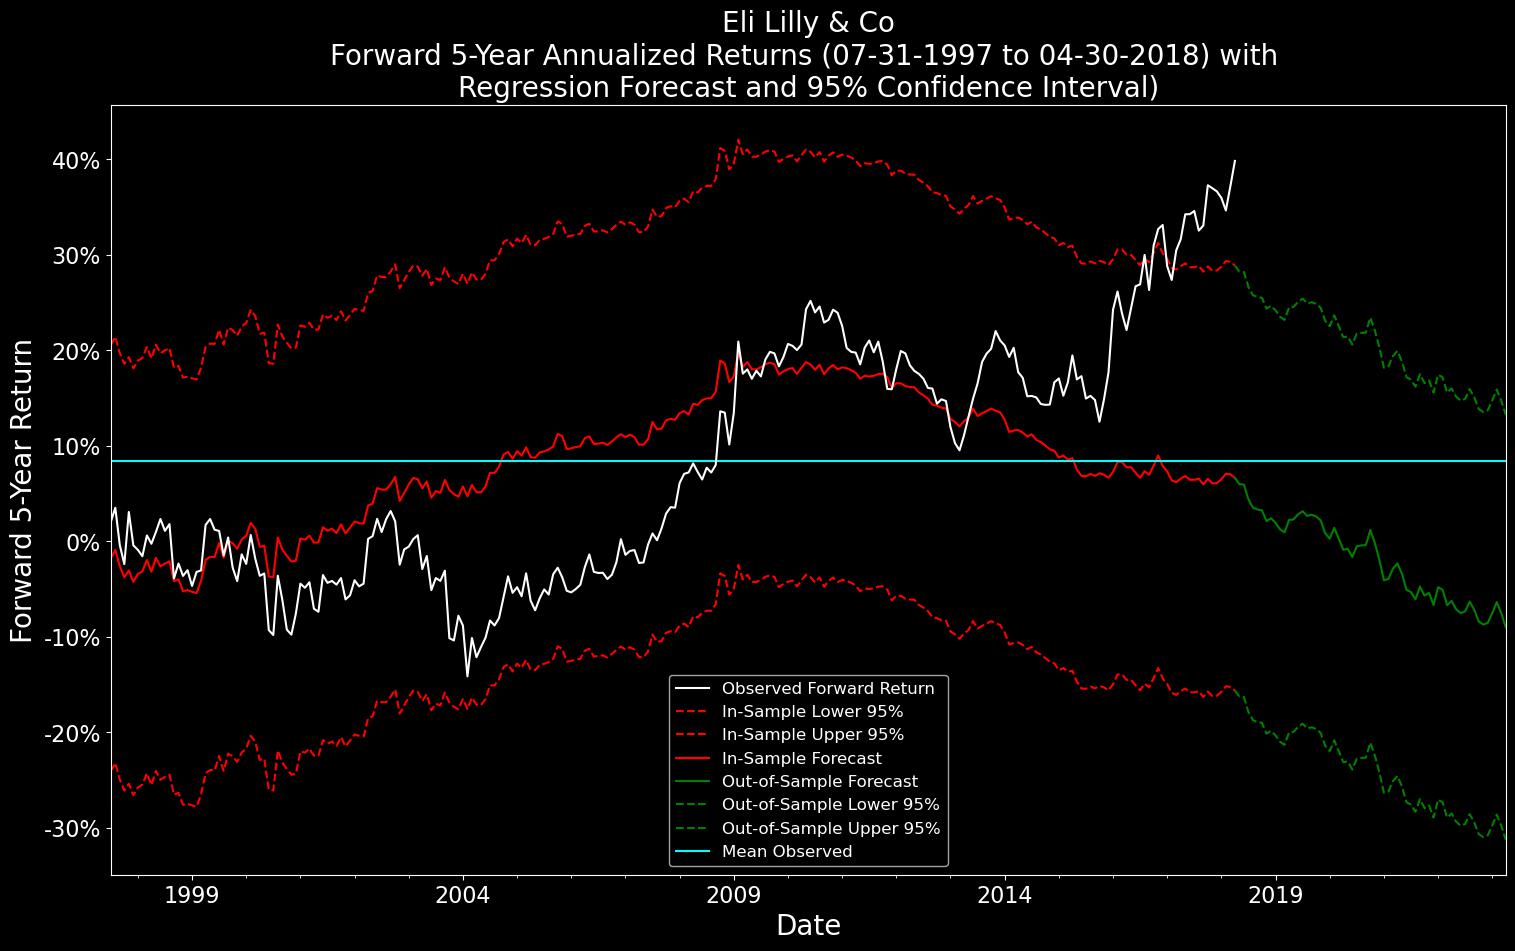 Eli Lilly & Co
Forward 5-Year Annualized Returns (07-31-1997 to 04-30-2018) with
Regression Forecast and 95% Confidence Interval)
Forward 5-Year Return
40%
30%
20%
10%
0%
-10%
-20%
-30%
Observed Forward Return
In-Sample Lower 95%
In-Sample Upper 95%
In-Sample Forecast
Out-of-Sample Forecast
Out-of-Sample Lower 95%
Out-of-Sample Upper 95%
Mean Observed
1999 2004 2009 2014 2019
Date